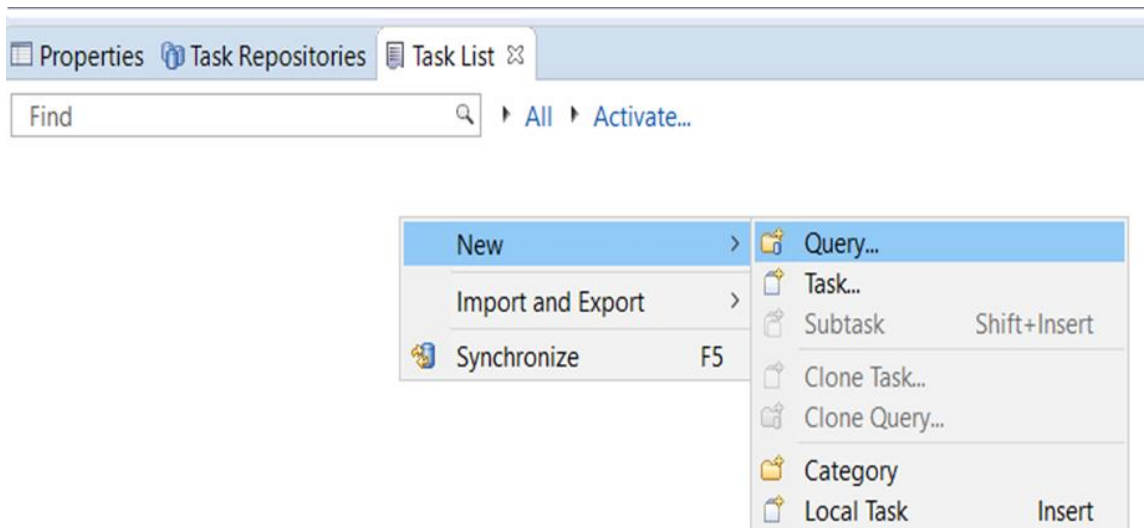 Properties Task Repositories Task List
Find All Activate...
New Query...
Task...
Import and Export Subtask Shift+Insert
Synchronize F5 Clone Task...
Clone Query...
Category
Local Task Insert